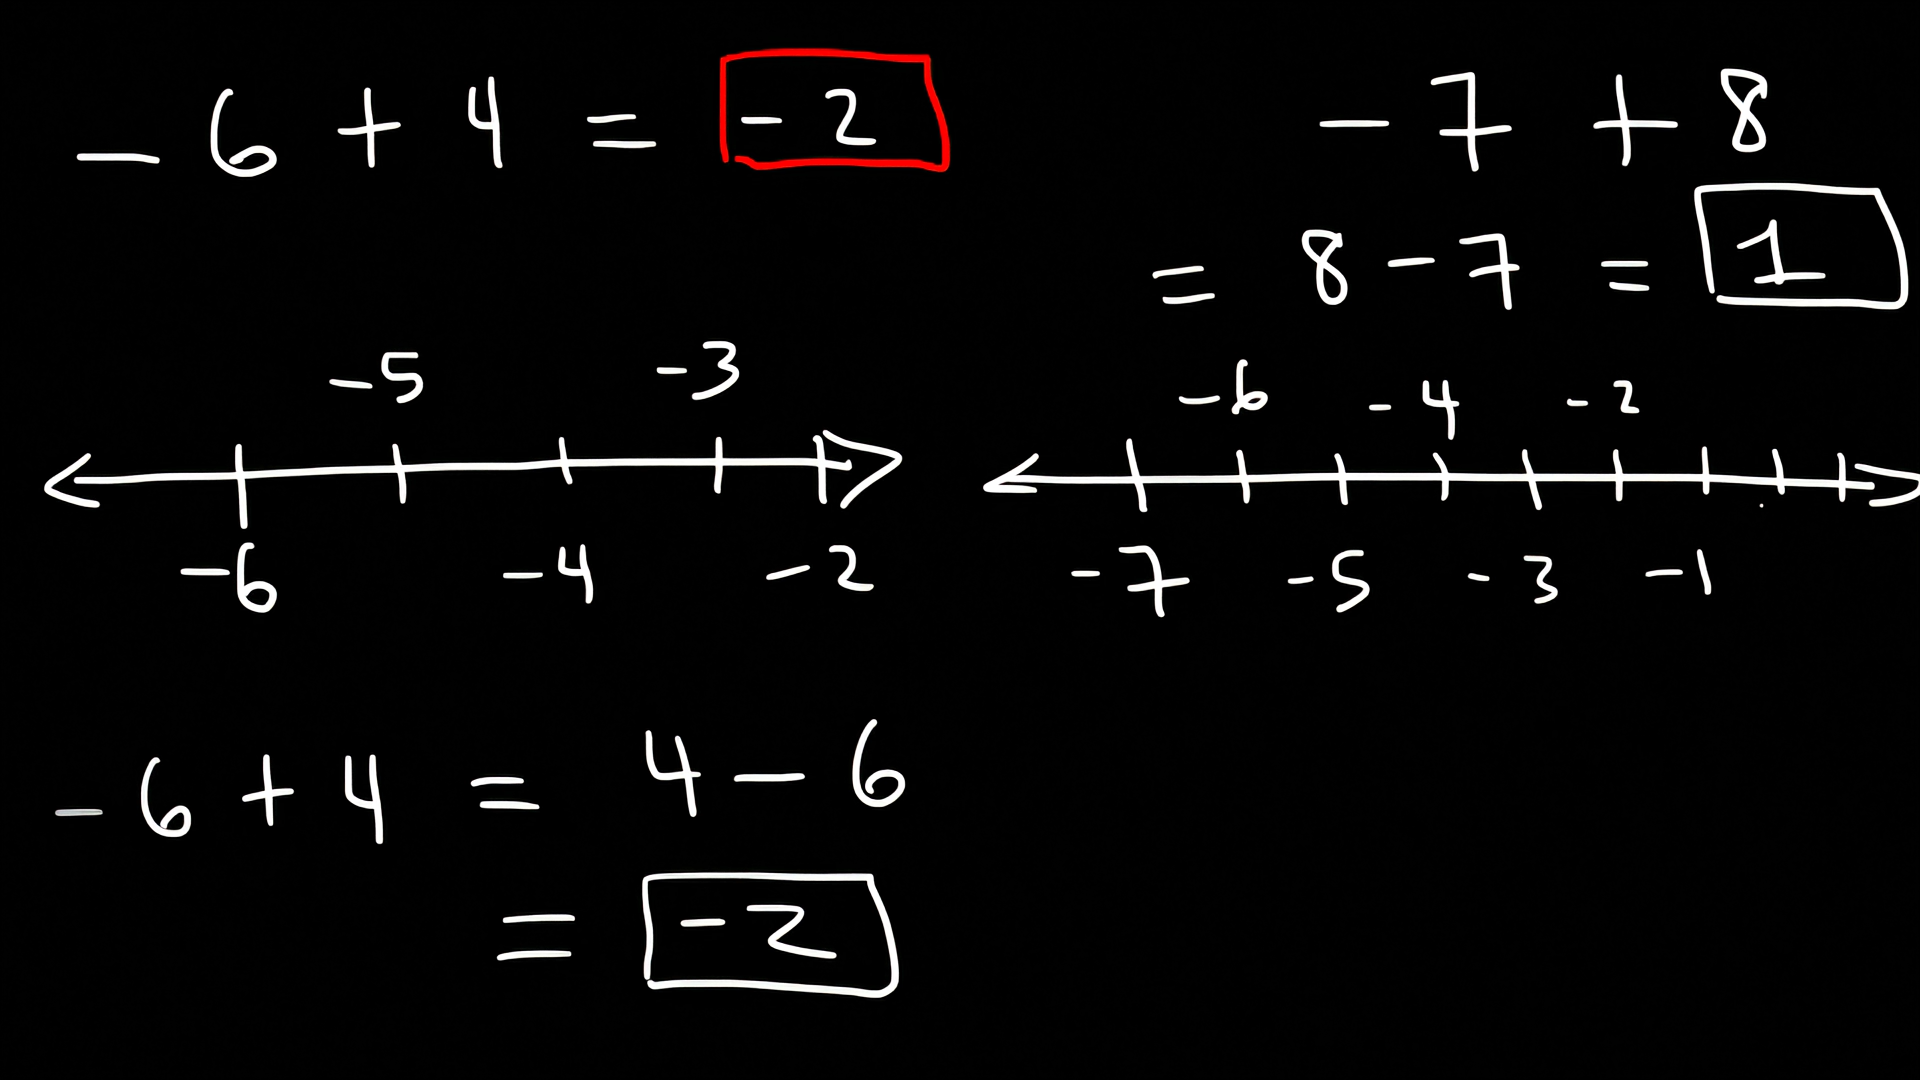 - 6 + 4 = - 2
-5 -3
-6 -4 -2
- 6 + 4 = 4 - 6
= -2
- 7 + 8
= 8 - 7 = 1
-6 -4 -2
-7 -5 -3 -1